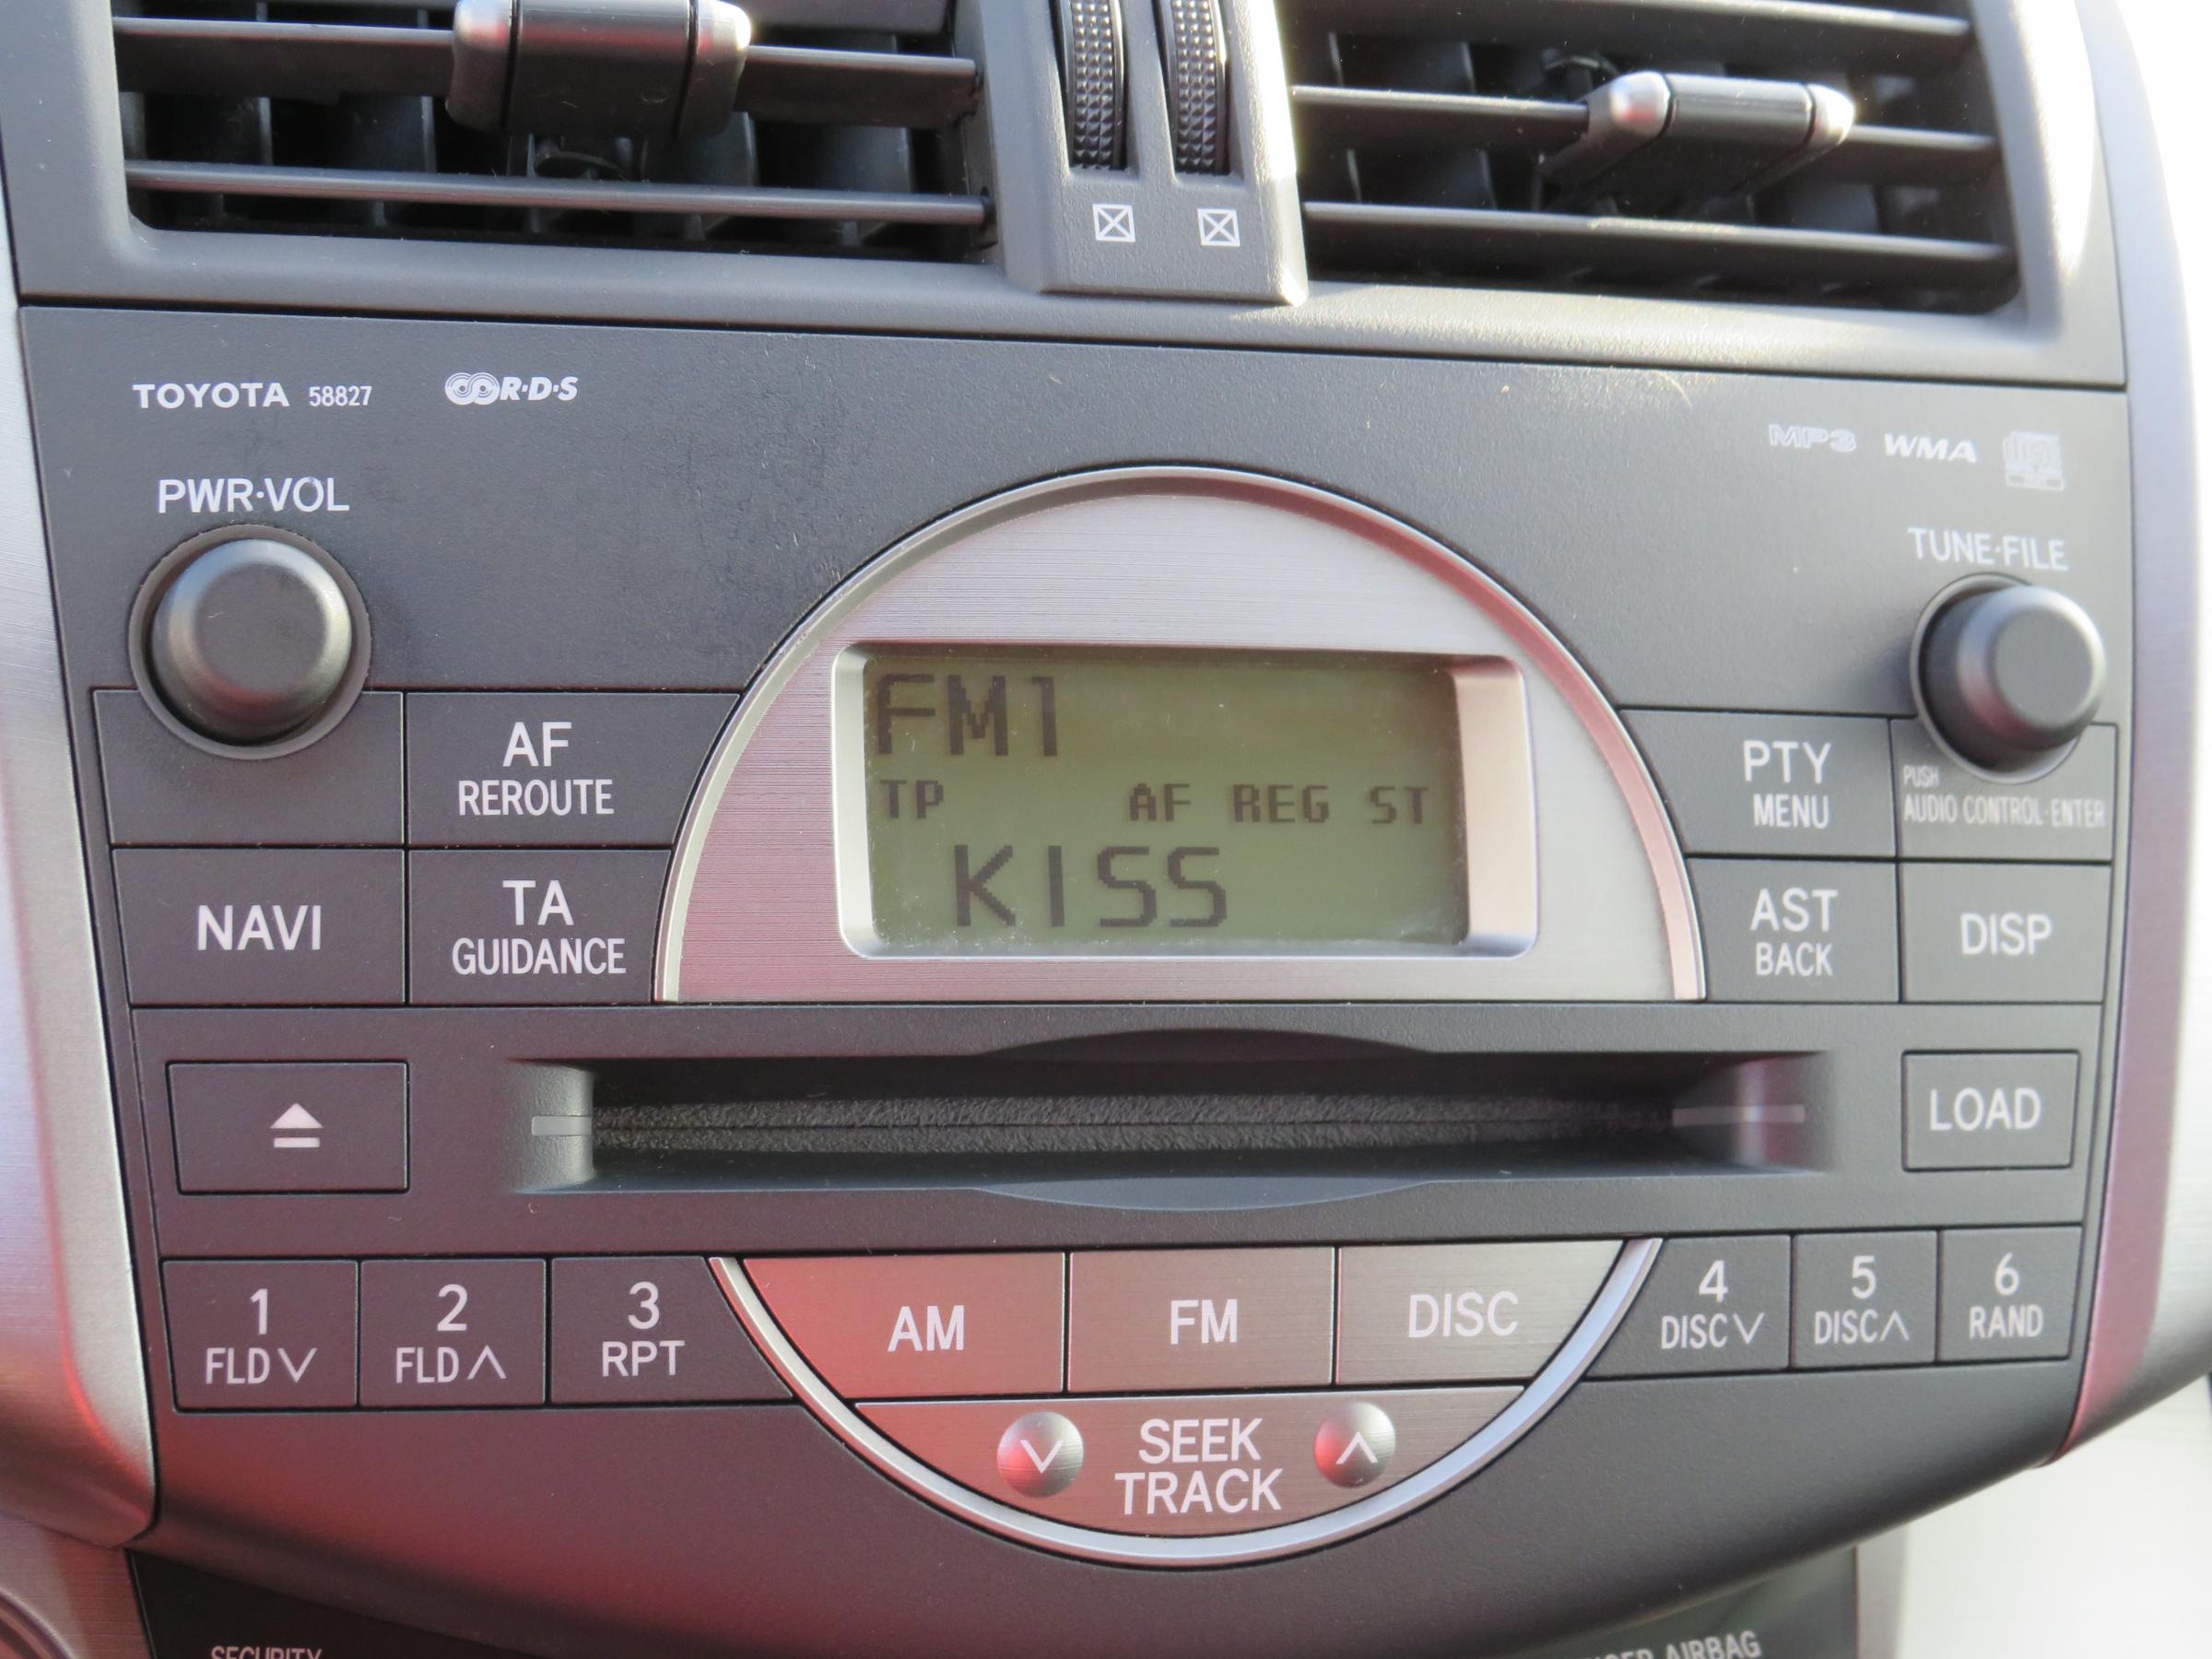 TOYOTA 58827
R·D·S
MP3 WMA
PWR·VOL
TUNE·FILE
AF
REROUTE
NAVI
TA
GUIDANCE
FM1
TP AF REG ST
KISS
PTY
MENU
PUSH
AUDIO CONTROL·ENTER
AST
BACK
DISP
LOAD
1
FLD
2
FLD
3
RPT
AM
FM
DISC
4
DISC
5
DISC
6
RAND
SEEK
TRACK
SECURITY
AIRBAG